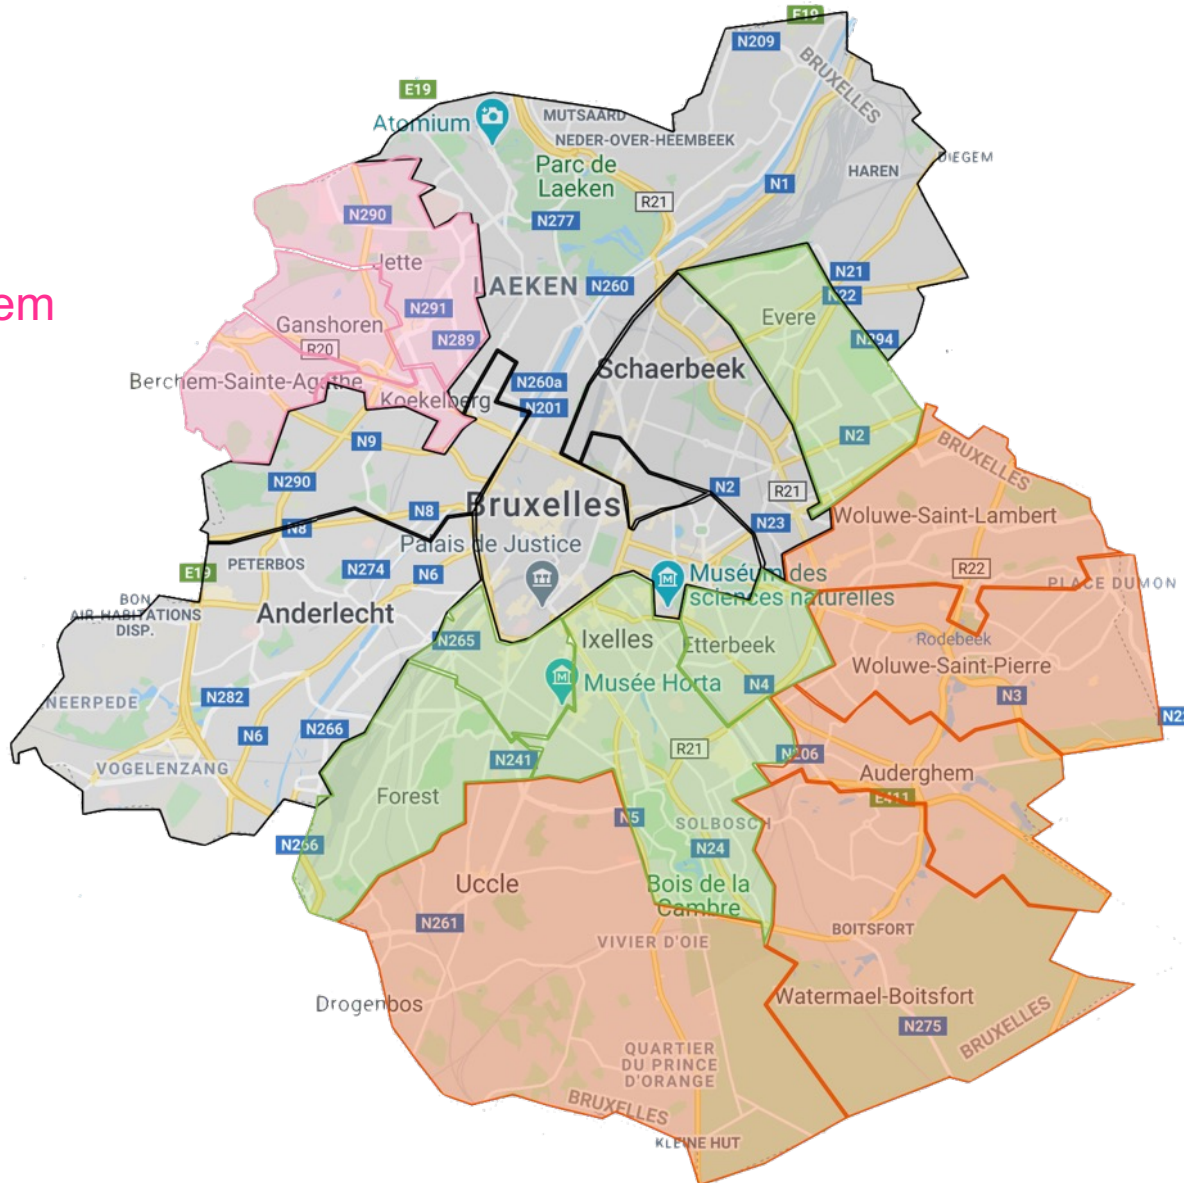 E19
N209
BRUXELLES
E19
Atomium
MUTSAARD
NEDER-OVER-HEEMBEEK
DIEGEM
Parc de
Laeken
HAREN
N1
R21
N290
N277
Jette
LAEKEN
N260
N21
N22
em
N291
Ganshoren
Evere
N289
R20
N294
Schaerbeek
Berchem-Sainte-Agathe
N260a
Koekelberg
N201
N9
N2
BRUXELLES
N290
N2
R21
Bruxelles
N8
Woluwe-Saint-Lambert
N8
N23
Palais de Justice
PETERBOS
E19
N274
N6
Muséum des
sciences naturelles
R22
PLACE DUMON
BON
AIR HABITATIONS
DISP.
Anderlecht
N265
Ixelles
Etterbeek
Rodebeek
Woluwe-Saint-Pierre
Musée Horta
N4
N3
NEERPEDE
N282
N266
N6
R21
N206
VOGELENZANG
N241
Auderghem
Forest
E411
N5
SOLBOSCH
N266
N24
Uccle
Bois de la
Cambre
N261
BOITSFORT
VIVIER D'OIE
Drogenbos
Watermael-Boitsfort
N275
BRUXELLES
QUARTIER
DU PRINCE
D'ORANGE
BRUXELLES
KLEINE HUT